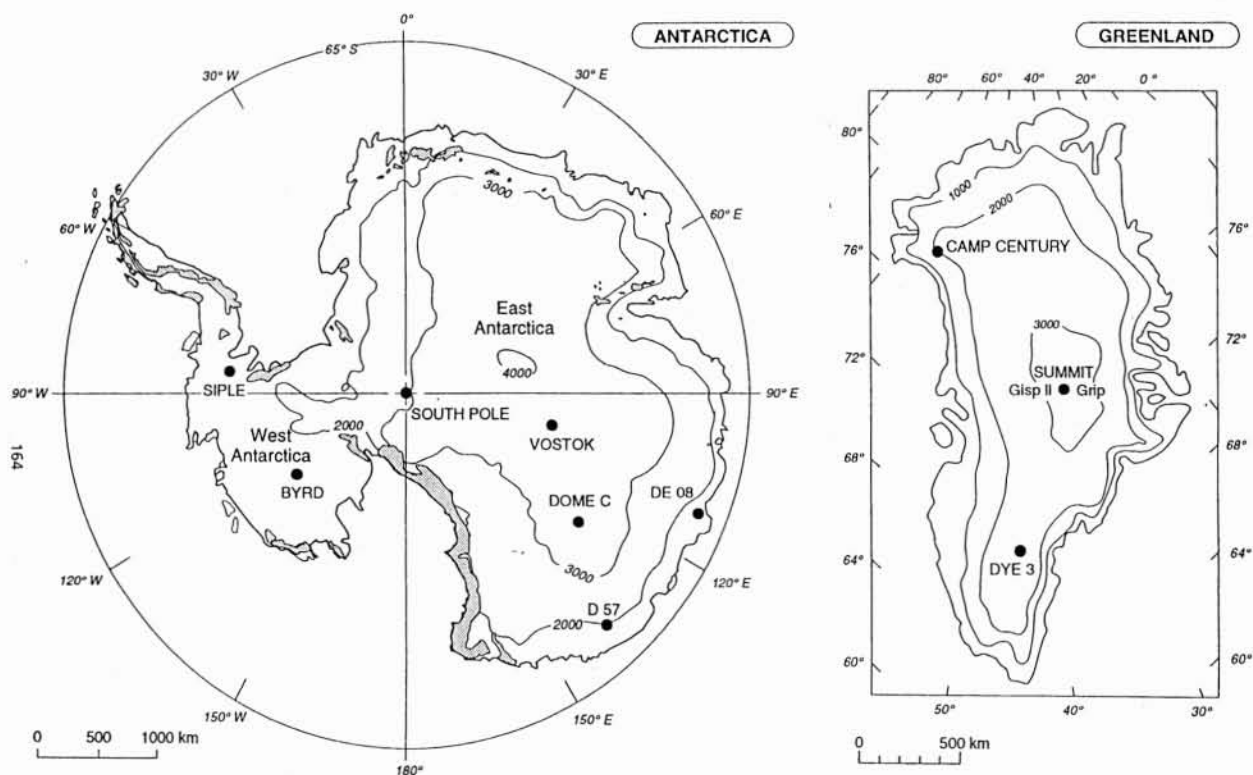 ANTARCTICA
0°
65° S
30° W
30° E
60° W
60° E
3000
East
Antarctica
4000
SIPLE
90° W
90° E
SOUTH POLE
2000
VOSTOK
West
Antarctica
BYRD
DOME C
DE 08
3000
120° W
120° E
D 57
2000
150° W
150° E
180°
0 500 1000 km
164
GREENLAND
80° 60° 40° 20° 0°
80°
1000
2000
76°
76°
CAMP CENTURY
3000
72°
72°
SUMMIT
Gisp II Grip
68°
68°
64°
64°
DYE 3
60°
60°
50° 40° 30°
0 500 km